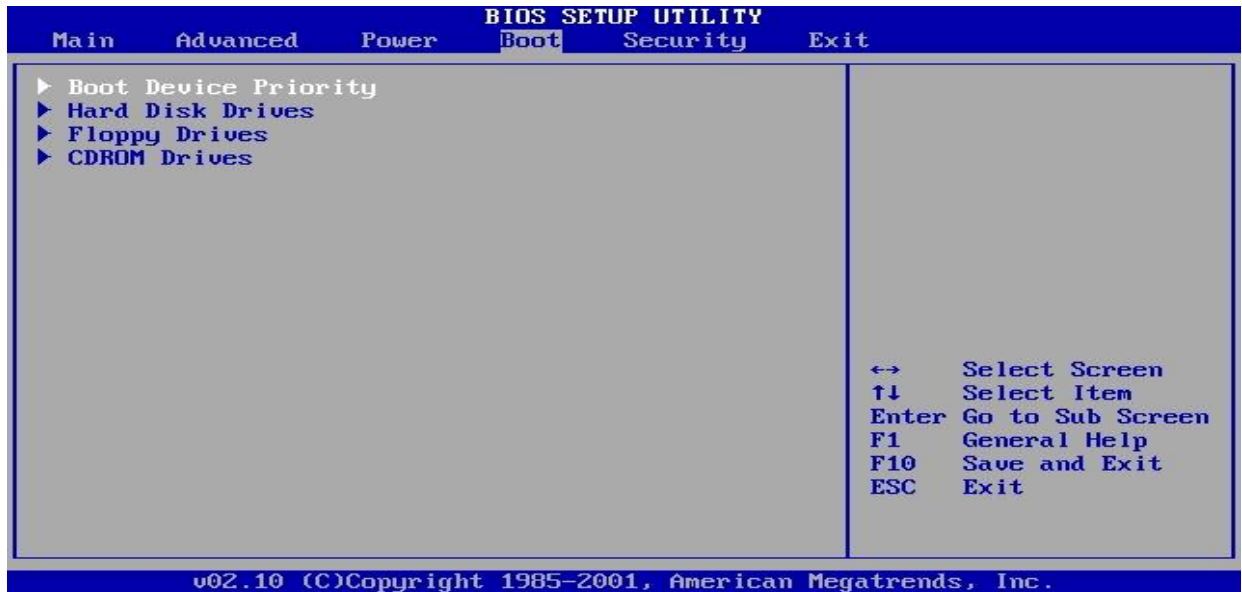 BIOS SETUP UTILITY
Main Advanced Power Boot Security Exit
▶ Boot Device Priority
▶ Hard Disk Drives
▶ Floppy Drives
▶ CDROM Drives
←→ Select Screen
↑↓ Select Item
Enter Go to Sub Screen
F1 General Help
F10 Save and Exit
ESC Exit
v02.10 (C)Copyright 1985-2001, American Megatrends, Inc.